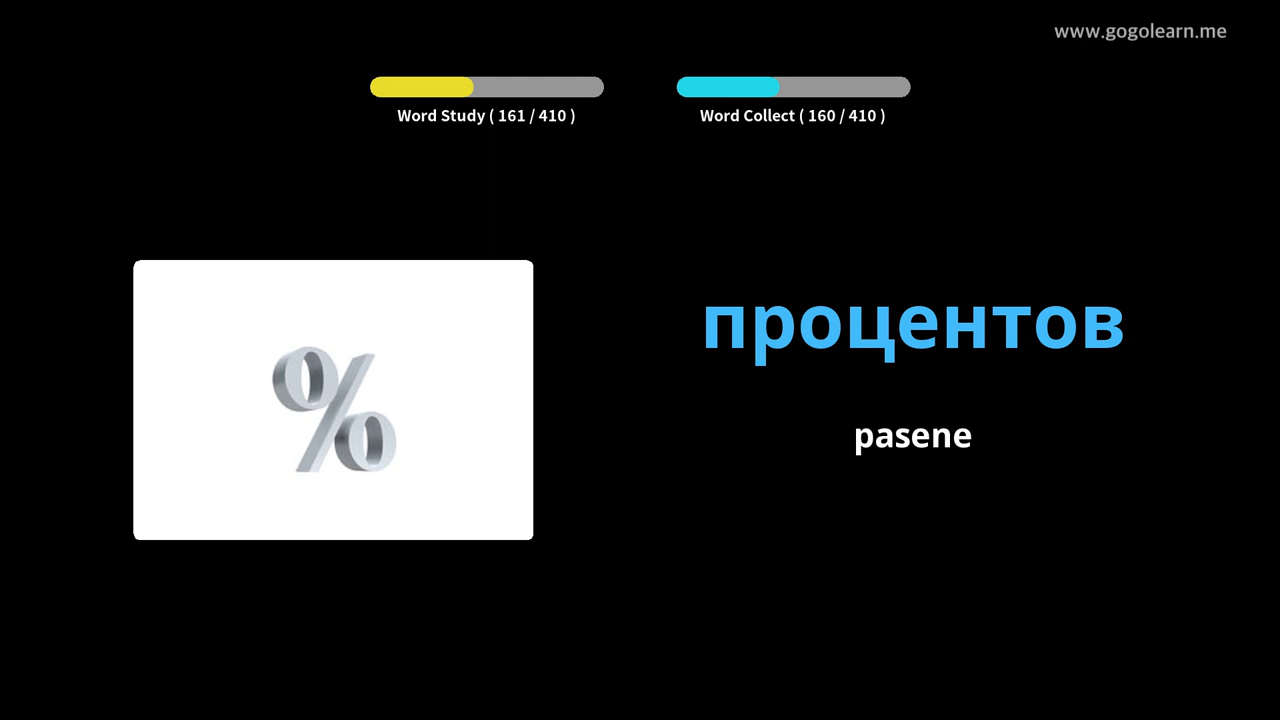 www.gogolearn.me
Word Study ( 161 / 410 )
Word Collect ( 160 / 410 )
%
процентов
pasene